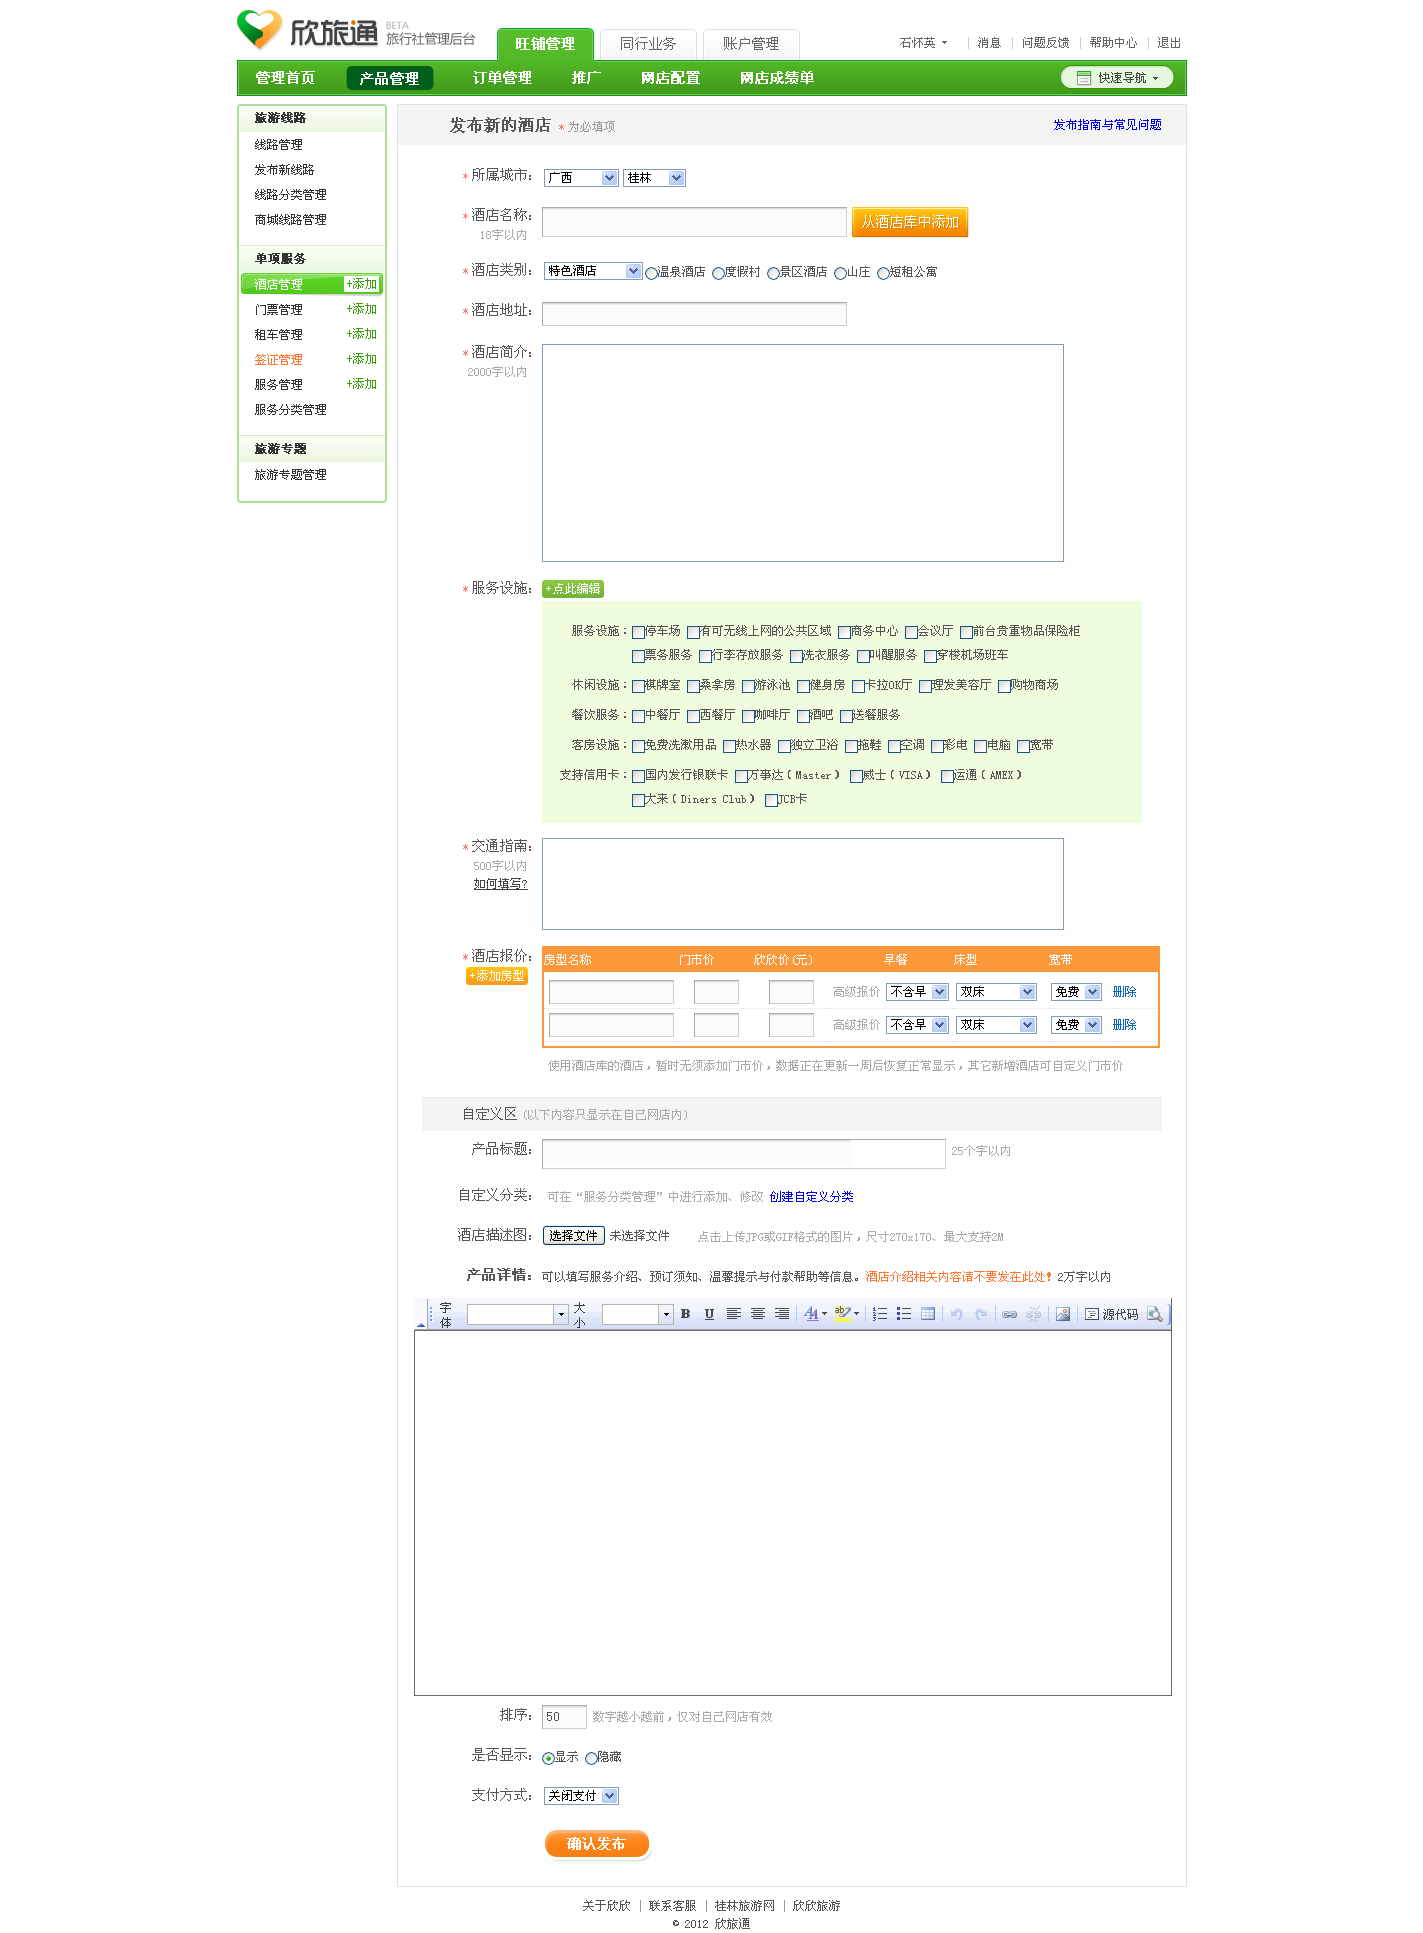 欣旅通 BETA 旅行社管理后台
旺铺管理 同行业务 账户管理 石怀英 消息 问题反馈 帮助中心 退出
管理首页 产品管理 订单管理 推广 网店配置 网店成绩单 快速导航
旅游线路
线路管理
发布新线路
线路分类管理
商城线路管理
单项服务
酒店管理 +添加
门票管理 +添加
租车管理 +添加
签证管理 +添加
服务管理 +添加
服务分类管理
旅游专题
旅游专题管理
发布新的酒店 * 为必填项 发布指南与常见问题
* 所属城市： 广西 桂林
* 酒店名称： 从酒店库中添加
18字以内
* 酒店类别： 特色酒店 温泉酒店 度假村 景区酒店 山庄 短租公寓
* 酒店地址：
* 酒店简介：
2000字以内
* 服务设施： +点此编辑
服务设施： 停车场 有可无线上网的公共区域 商务中心 会议厅 前台贵重物品保险柜
票务服务 行李存放服务 洗衣服务 叫醒服务 穿梭机场班车
休闲设施： 棋牌室 桑拿房 游泳池 健身房 卡拉OK厅 理发美容厅 购物商场
餐饮服务： 中餐厅 西餐厅 咖啡厅 酒吧 送餐服务
客房设施： 免费洗漱用品 热水器 独立卫浴 拖鞋 空调 彩电 电脑 宽带
支持信用卡： 国内发行银联卡 万事达（Master） 威士（VISA） 运通（AMEX）
大来（Diners Club） JCB卡
* 交通指南：
500字以内
如何填写?
* 酒店报价：
+添加房型
房型名称 门市价 欣欣价(元) 早餐 床型 宽带
高级报价 不含早 双床 免费 删除
高级报价 不含早 双床 免费 删除
使用酒店库的酒店，暂时无须添加门市价，数据正在更新一周后恢复正常显示，其它新增酒店可自定义门市价
自定义区 (以下内容只显示在自己网店内)
产品标题： 25个字以内
自定义分类： 可在“服务分类管理”中进行添加、修改 创建自定义分类
酒店描述图： 选择文件 未选择文件 点击上传JPG或GIF格式的图片，尺寸270x170、最大支持2M
产品详情： 可以填写服务介绍、预订须知、温馨提示与付款帮助等信息。酒店介绍相关内容请不要发在此处！ 2万字以内
字体 大小 B U 源代码
排序： 50 数字越小越前，仅对自己网店有效
是否显示： 显示 隐藏
支付方式： 关闭支付
确认发布
关于欣欣 | 联系客服 | 桂林旅游网 | 欣欣旅游
© 2012 欣旅通